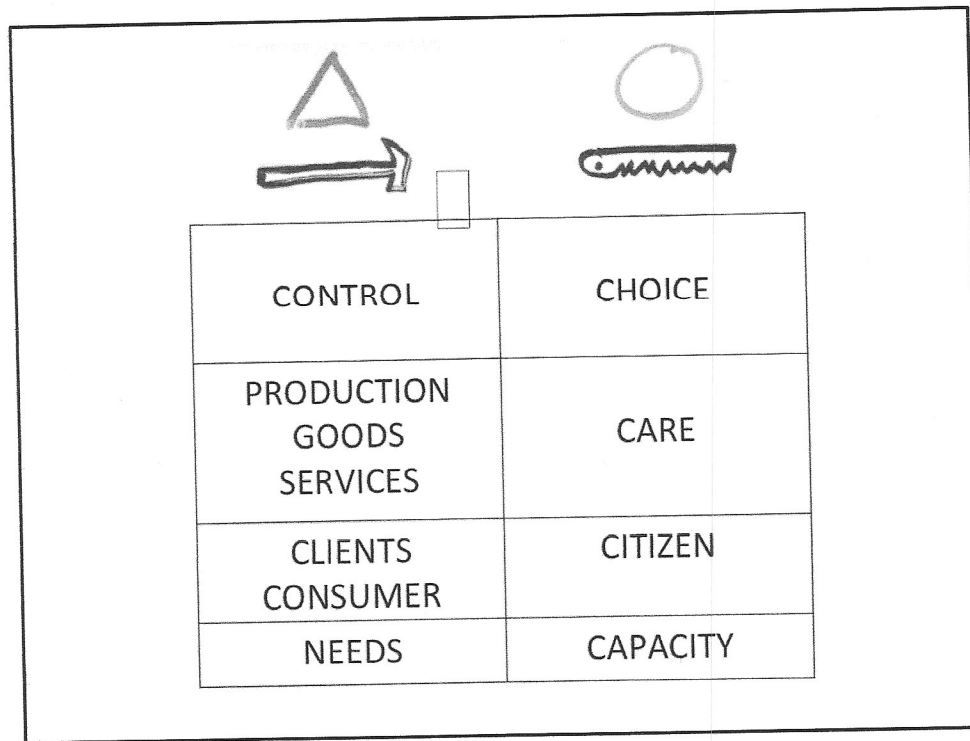 CONTROL
CHOICE
PRODUCTION
GOODS
SERVICES
CARE
CLIENTS
CONSUMER
CITIZEN
NEEDS
CAPACITY